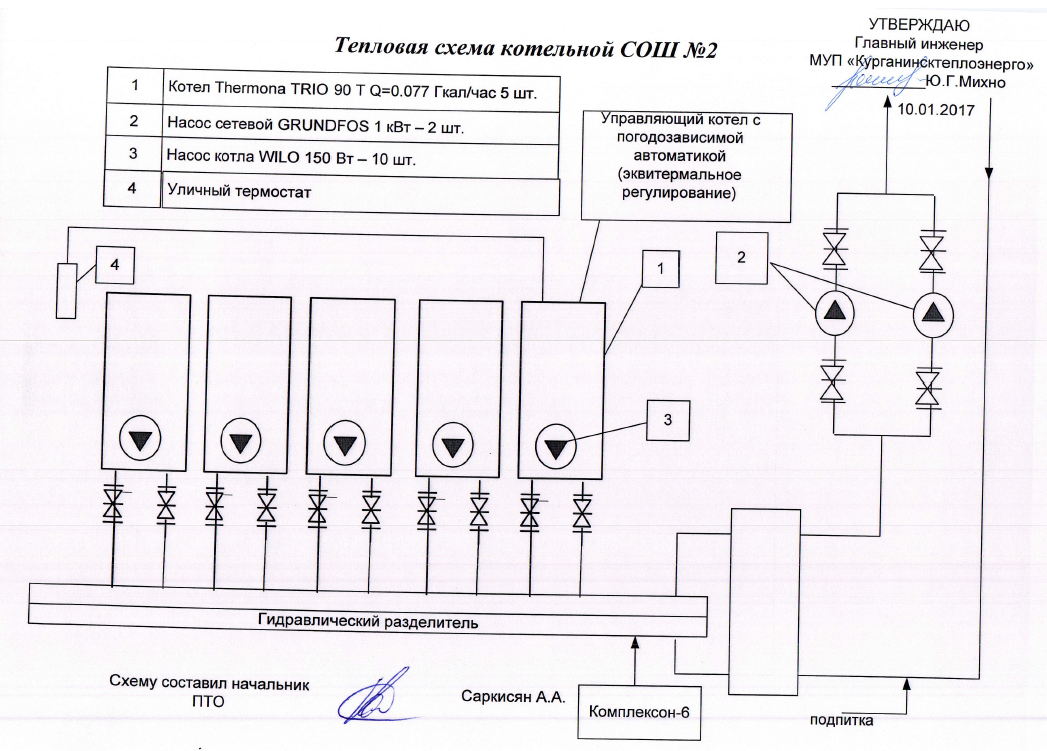 УТВЕРЖДАЮ
Главный инженер
МУП «Курганинсктеплоэнерго»
Ю.Г.Михно
10.01.2017
Тепловая схема котельной СОШ №2
1 Котел Thermona TRIO 90 T Q=0.077 Гкал/час 5 шт.
2 Насос сетевой GRUNDFOS 1 кВт – 2 шт.
3 Насос котла WILO 150 Вт – 10 шт.
4 Уличный термостат
Управляющий котел с
погодозависимой
автоматикой
(эквитермальное
регулирование)
4
1
2
3
Гидравлический разделитель
Схему составил начальник
ПТО
Саркисян А.А.
Комплексон-6
подпитка